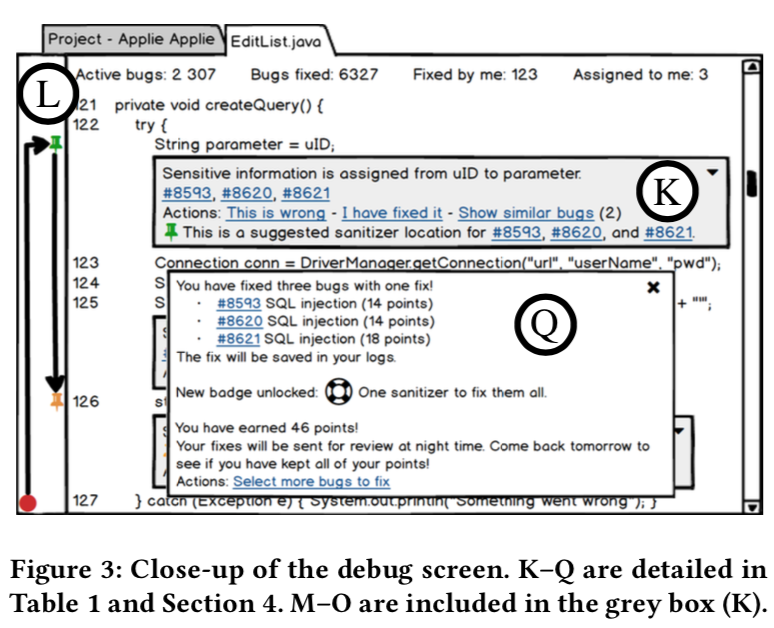 Project - Applie Applie
EditList.java
Active bugs: 2 307 Bugs fixed: 6327 Fixed by me: 123 Assigned to me: 3
L
121 private void createQuery() {
122 try {
String parameter = uID;
Sensitive information is assigned from uID to parameter.
#8593, #8620, #8621
K
Actions: This is wrong - I have fixed it - Show similar bugs (2)
This is a suggested sanitizer location for #8593, #8620, and #8621.
123 Connection conn = DriverManager.getConnection("url", "userName", "pwd");
124 S
125 S + "'";
You have fixed three bugs with one fix!
· #8593 SQL injection (14 points)
· #8620 SQL injection (14 points)
· #8621 SQL injection (18 points)
Q
The fix will be saved in your logs.
New badge unlocked: One sanitizer to fix them all.
126 st
You have earned 46 points!
Your fixes will be sent for review at night time. Come back tomorrow to
see if you have kept all of your points!
Actions: Select more bugs to fix
127 } catch (Exception e) { System.out.println("Something went wrong"); }
Figure 3: Close-up of the debug screen. K–Q are detailed in
Table 1 and Section 4. M–O are included in the grey box (K).